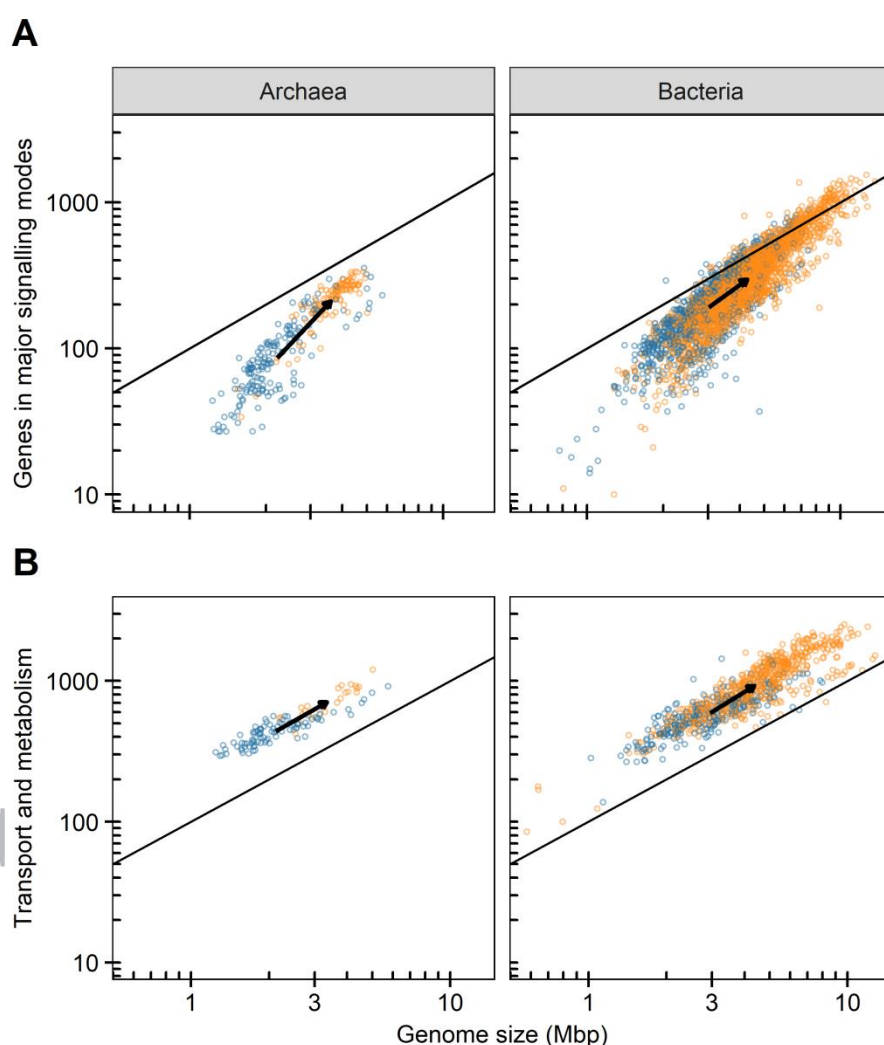 A
Archaea
Bacteria
Genes in major signalling modes
1000
100
10
B
Transport and metabolism
1000
100
10
1
3
10
1
3
10
Genome size (Mbp)